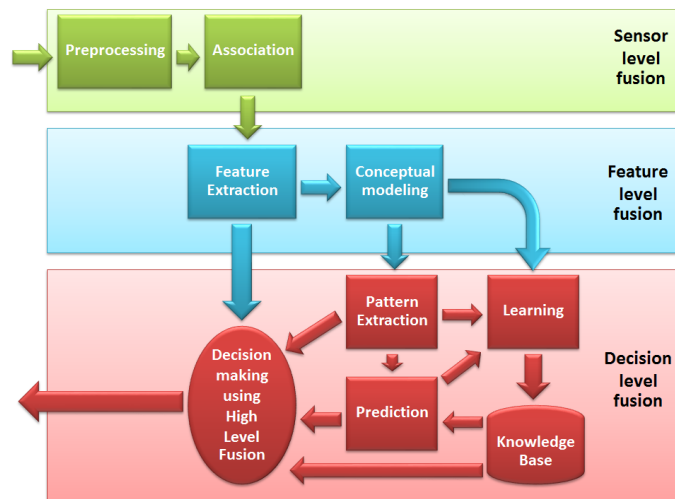 Preprocessing
Association
Sensor
level
fusion
Feature
Extraction
Conceptual
modeling
Feature
level
fusion
Pattern
Extraction
Learning
Decision
making
using
High
Level
Fusion
Prediction
Knowledge
Base
Decision
level
fusion